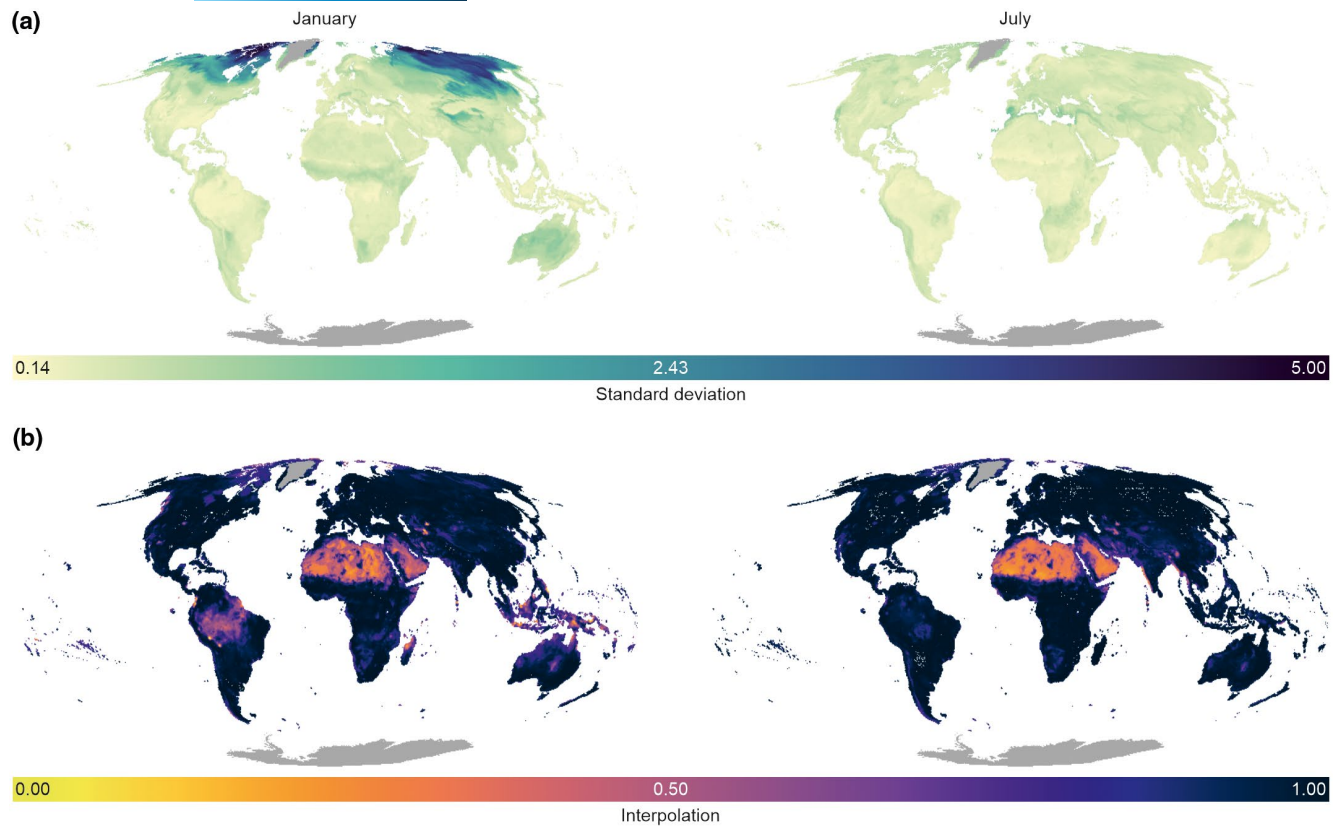 (a)
January
July
0.14
2.43
5.00
Standard deviation
(b)
0.00
0.50
1.00
Interpolation